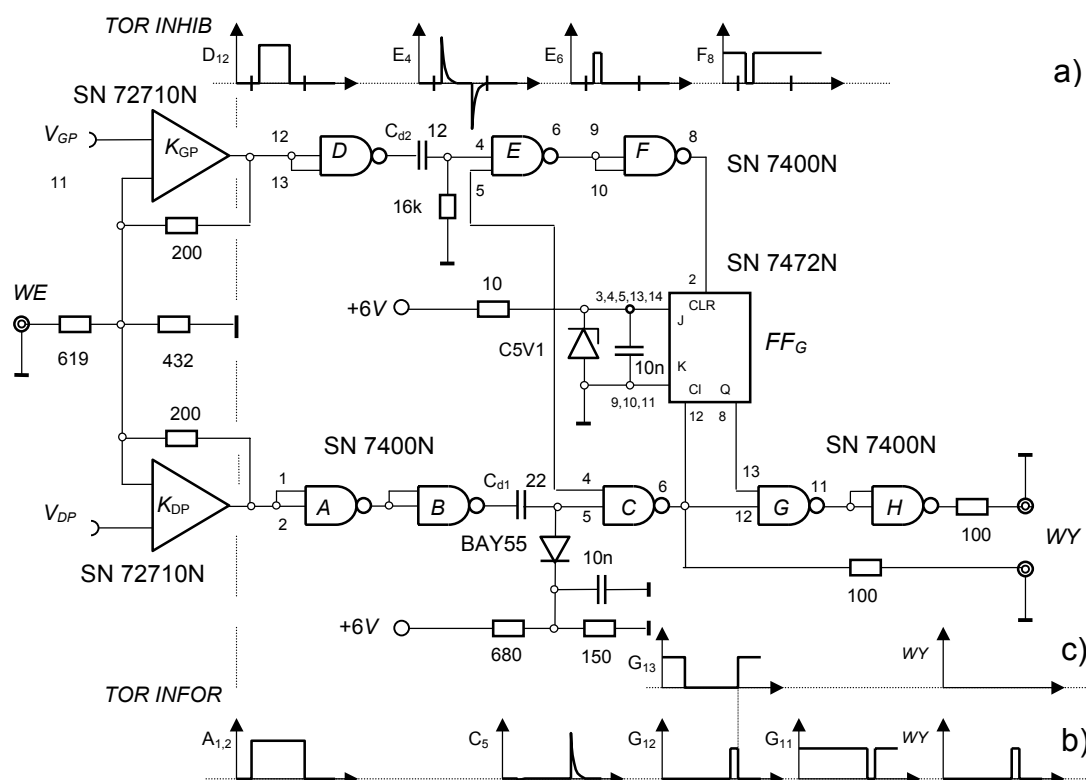 TOR INHIB
D12 E4 E6 F8 a)
SN 72710N
VGP KGP 12 D Cd2 12 4 E 6 9 F 8
SN 7400N
11 13 5 10
16k
200
SN 7472N
WE
2
+6V 10 3,4,5,13,14 CLR
J
619 432 C5V1 10n FFG
K
CI Q
9,10,11 12 8
200
SN 7400N SN 7400N
KDP 1 A B Cd1 22 4 C 6 13 G 11 H
VDP 2 5 12 100 WY
BAY55
SN 72710N
10n
100
+6V
680 150
c)
G13 WY
TOR INFOR
b)
A1,2 C5 G12 G11 WY